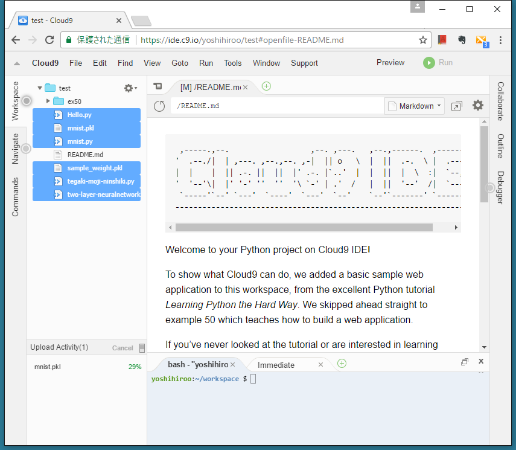 test - Cloud9
保護された通信
https://ide.c9.io/yoshihiroo/test#openfile-README.md
Cloud9 File Edit Find View Goto Run Tools Window Support Preview Run
Workspace
Navigate
Commands
test
ex50
Hello.py
mnist.pkl
mnist.py
README.md
sample_weight.pkl
tegaki-moji-ninshiki.py
two-layer-neuralnetwork
Upload Activity(1) Cancel
mnist.pkl 29%
[M] /README.m
/README.md
Markdown
Welcome to your Python project on Cloud9 IDE!
To show what Cloud9 can do, we added a basic sample web
application to this workspace, from the excellent Python tutorial
Learning Python the Hard Way. We skipped ahead straight to
example 50 which teaches how to build a web application.
If you've never looked at the tutorial or are interested in learning
bash - "yoshihiro
Immediate
yoshihiroo:~/workspace $
Collaborate
Outline
Debugger